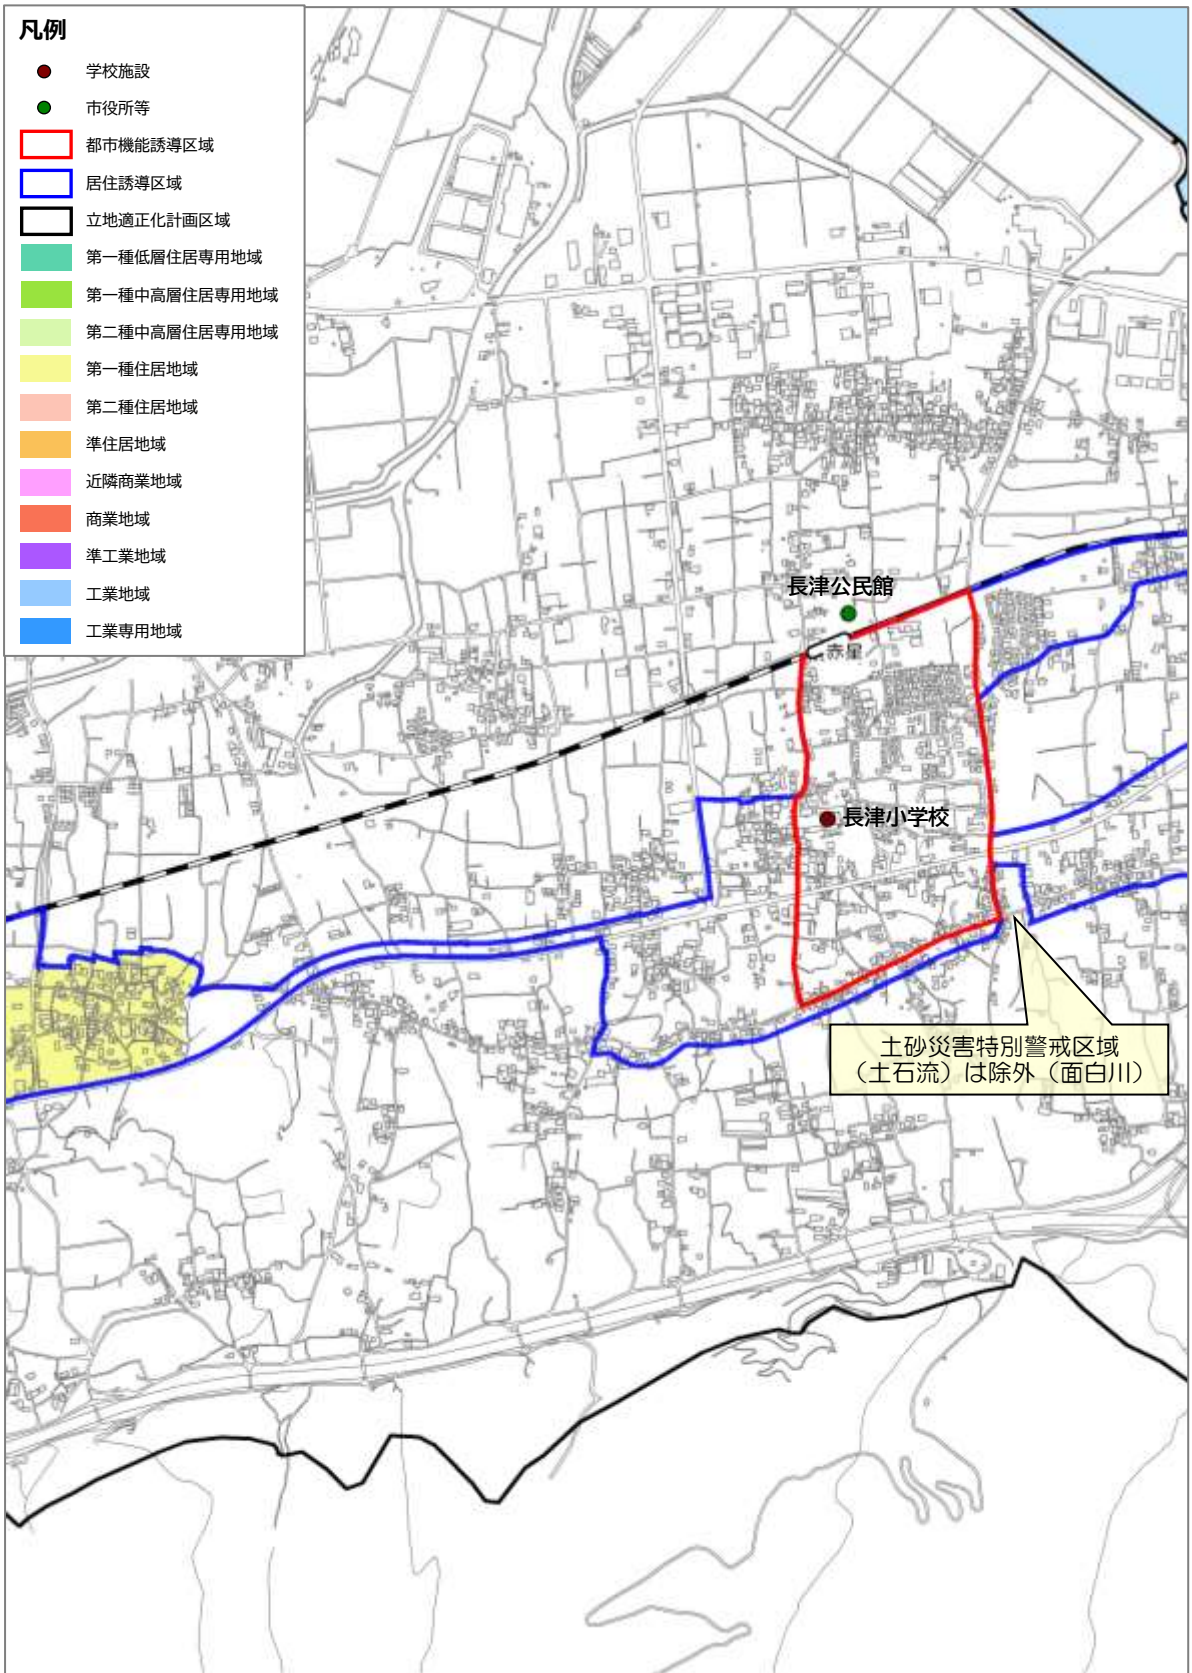 凡例
学校施設
市役所等
都市機能誘導区域
居住誘導区域
立地適正化計画区域
第一種低層住居専用地域
第一種中高層住居専用地域
第二種中高層住居専用地域
第一種住居地域
第二種住居地域
準住居地域
近隣商業地域
商業地域
準工業地域
工業地域
工業専用地域
長津公民館
赤星
長津小学校
土砂災害特別警戒区域
（土石流）は除外（面白川）